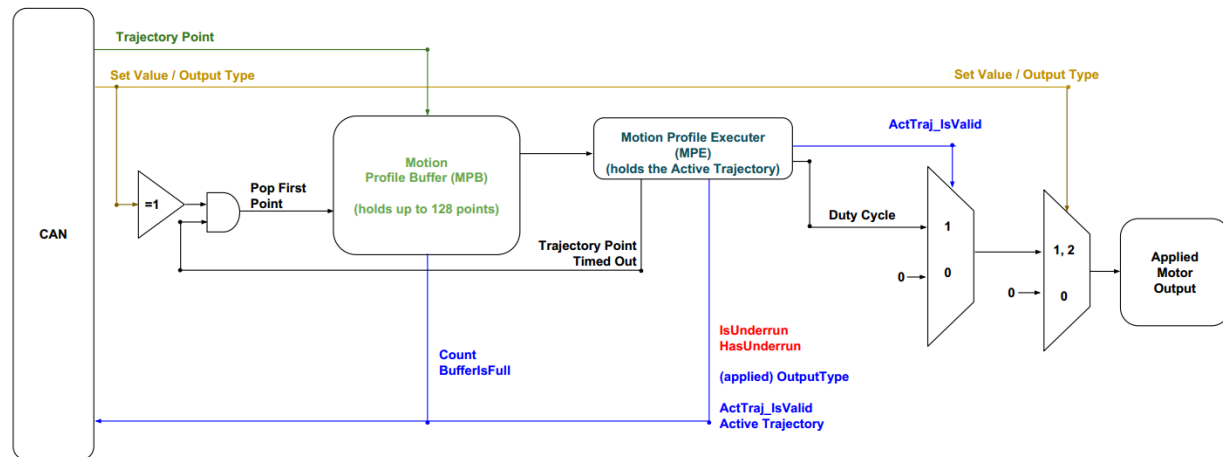 Trajectory Point
Set Value / Output Type
Set Value / Output Type
CAN
=1
Pop First
Point
Motion
Profile Buffer (MPB)
(holds up to 128 points)
Motion Profile Executer
(MPE)
(holds the Active Trajectory)
ActTraj_IsValid
Duty Cycle
Trajectory Point
Timed Out
1
0
0
1, 2
0
0
Applied
Motor
Output
Count
BufferIsFull
IsUnderrun
HasUnderrun
(applied) OutputType
ActTraj_IsValid
Active Trajectory